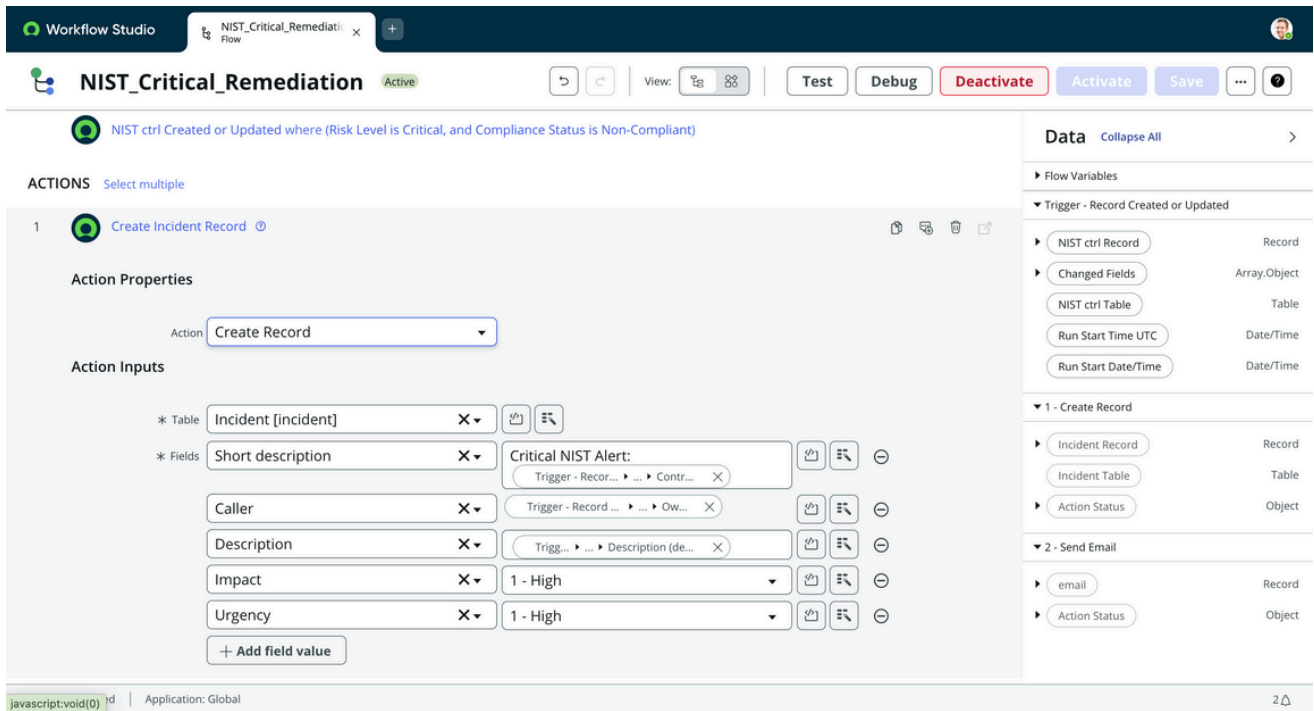 Workflow Studio
NIST_Critical_Remediatic
Flow
NIST_Critical_Remediation Active
View:
Test
Debug
Deactivate
Activate
Save
NIST ctrl Created or Updated where (Risk Level is Critical, and Compliance Status is Non-Compliant)
ACTIONS Select multiple
1 Create Incident Record
Action Properties
Action Create Record
Action Inputs
* Table Incident [incident]
* Fields Short description
Critical NIST Alert:
Trigger - Recor... ▸ ... ▸ Contr...
Caller
Trigger - Record ... ▸ ... ▸ Ow...
Description
Trigg... ▸ ... ▸ Description (de...
Impact 1 - High
Urgency 1 - High
+ Add field value
Data Collapse All
Flow Variables
Trigger - Record Created or Updated
NIST ctrl Record Record
Changed Fields Array.Object
NIST ctrl Table Table
Run Start Time UTC Date/Time
Run Start Date/Time Date/Time
1 - Create Record
Incident Record Record
Incident Table Table
Action Status Object
2 - Send Email
email Record
Action Status Object
javascript:void(0)
Application: Global
2